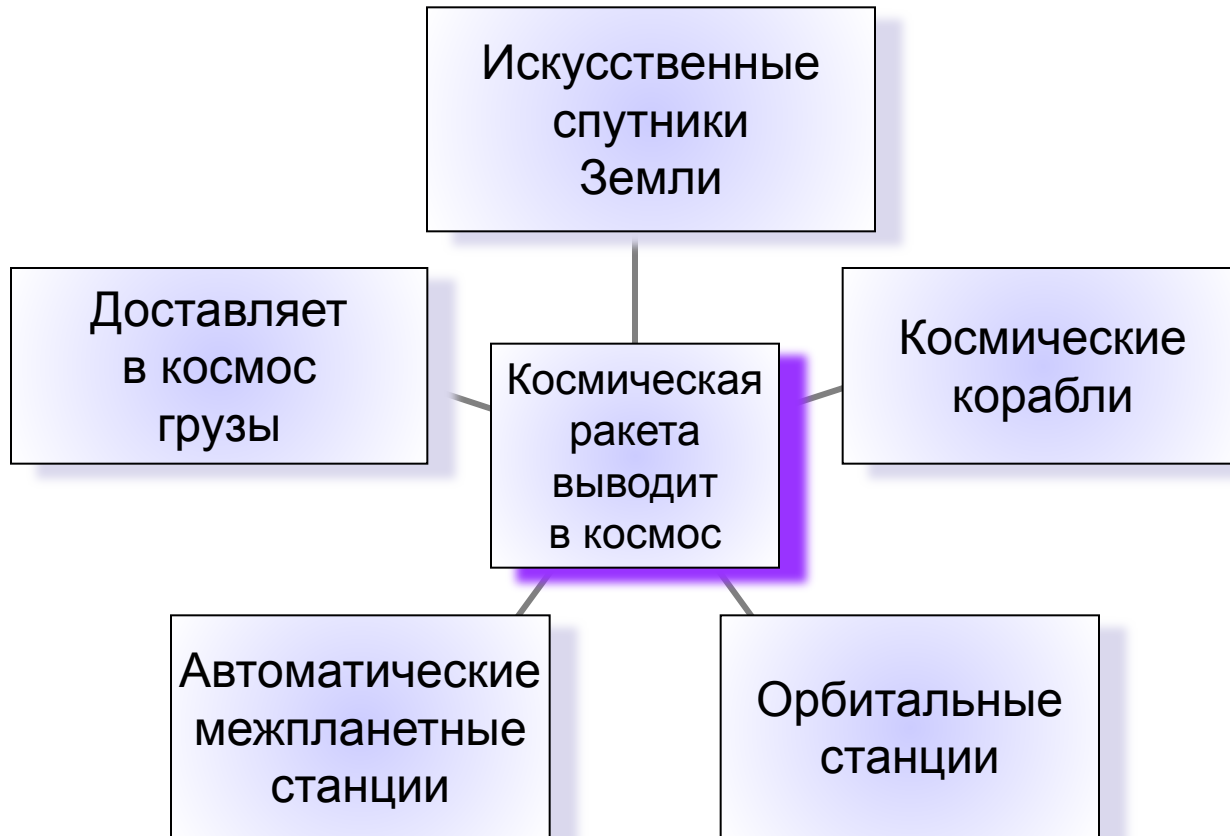 Искусственные
спутники
Земли
Доставляет
в космос
грузы
Космическая
ракета
выводит
в космос
Космические
корабли
Автоматические
межпланетные
станции
Орбитальные
станции